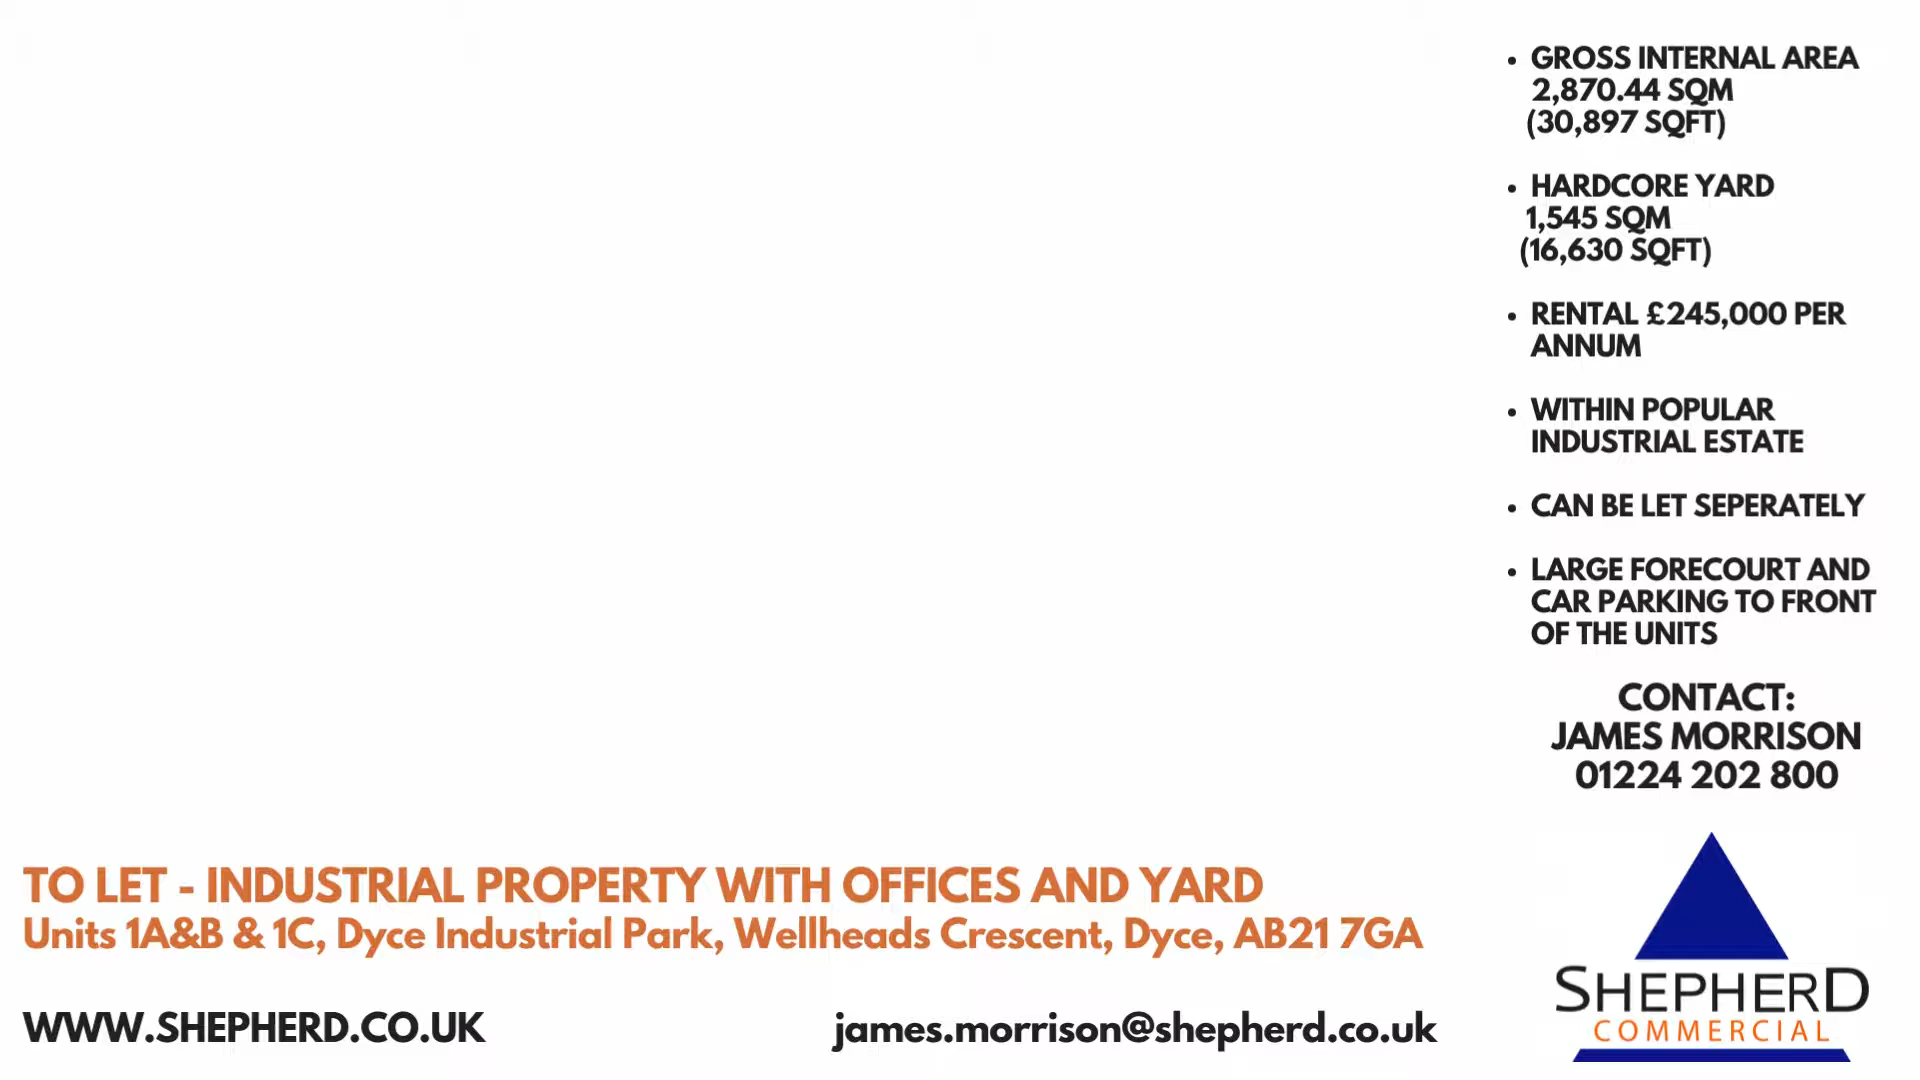 • GROSS INTERNAL AREA
2,870.44 SQM
(30,897 SQFT)
• HARDCORE YARD
1,545 SQM
(16,630 SQFT)
• RENTAL £245,000 PER
ANNUM
• WITHIN POPULAR
INDUSTRIAL ESTATE
• CAN BE LET SEPERATELY
• LARGE FORECOURT AND
CAR PARKING TO FRONT
OF THE UNITS
CONTACT:
JAMES MORRISON
01224 202 800
TO LET - INDUSTRIAL PROPERTY WITH OFFICES AND YARD
Units 1A&B & 1C, Dyce Industrial Park, Wellheads Crescent, Dyce, AB21 7GA
WWW.SHEPHERD.CO.UK
james.morrison@shepherd.co.uk
SHEPHERD
COMMERCIAL